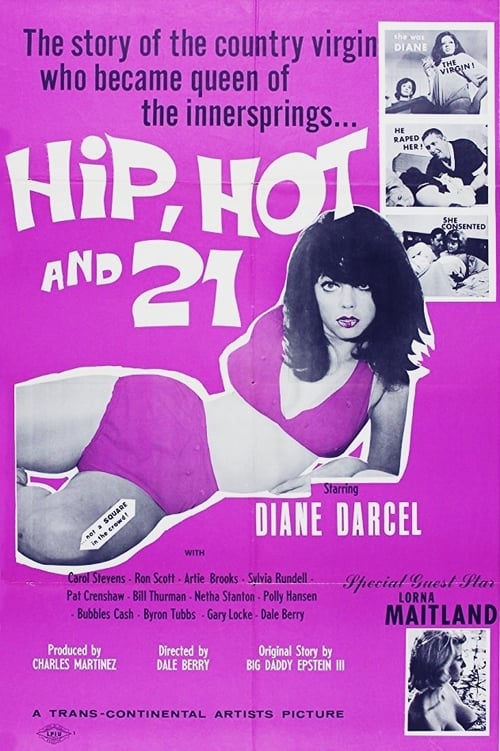 The story of the country virgin
who became queen of
the innersprings...
HiP, HOT
AND 21
she was
DIANE
THE
VIRGIN!
HE
RAPED
HER!
SHE
CONSENTED
not a SQUARE
in the crowd!
Starring
DIANE DARCEL
WITH
Carol Stevens - Ron Scott - Artie Brooks - Sylvia Rundell -
Pat Crenshaw - Bill Thurman - Netha Stanton - Polly Hansen
- Bubbles Cash - Byron Tubbs - Gary Locke - Dale Berry
Special Guest Star
LORNA
MAITLAND
Produced by
CHARLES MARTINEZ
Directed by
DALE BERRY
Original Story by
BIG DADDY EPSTEIN III
A TRANS-CONTINENTAL ARTISTS PICTURE